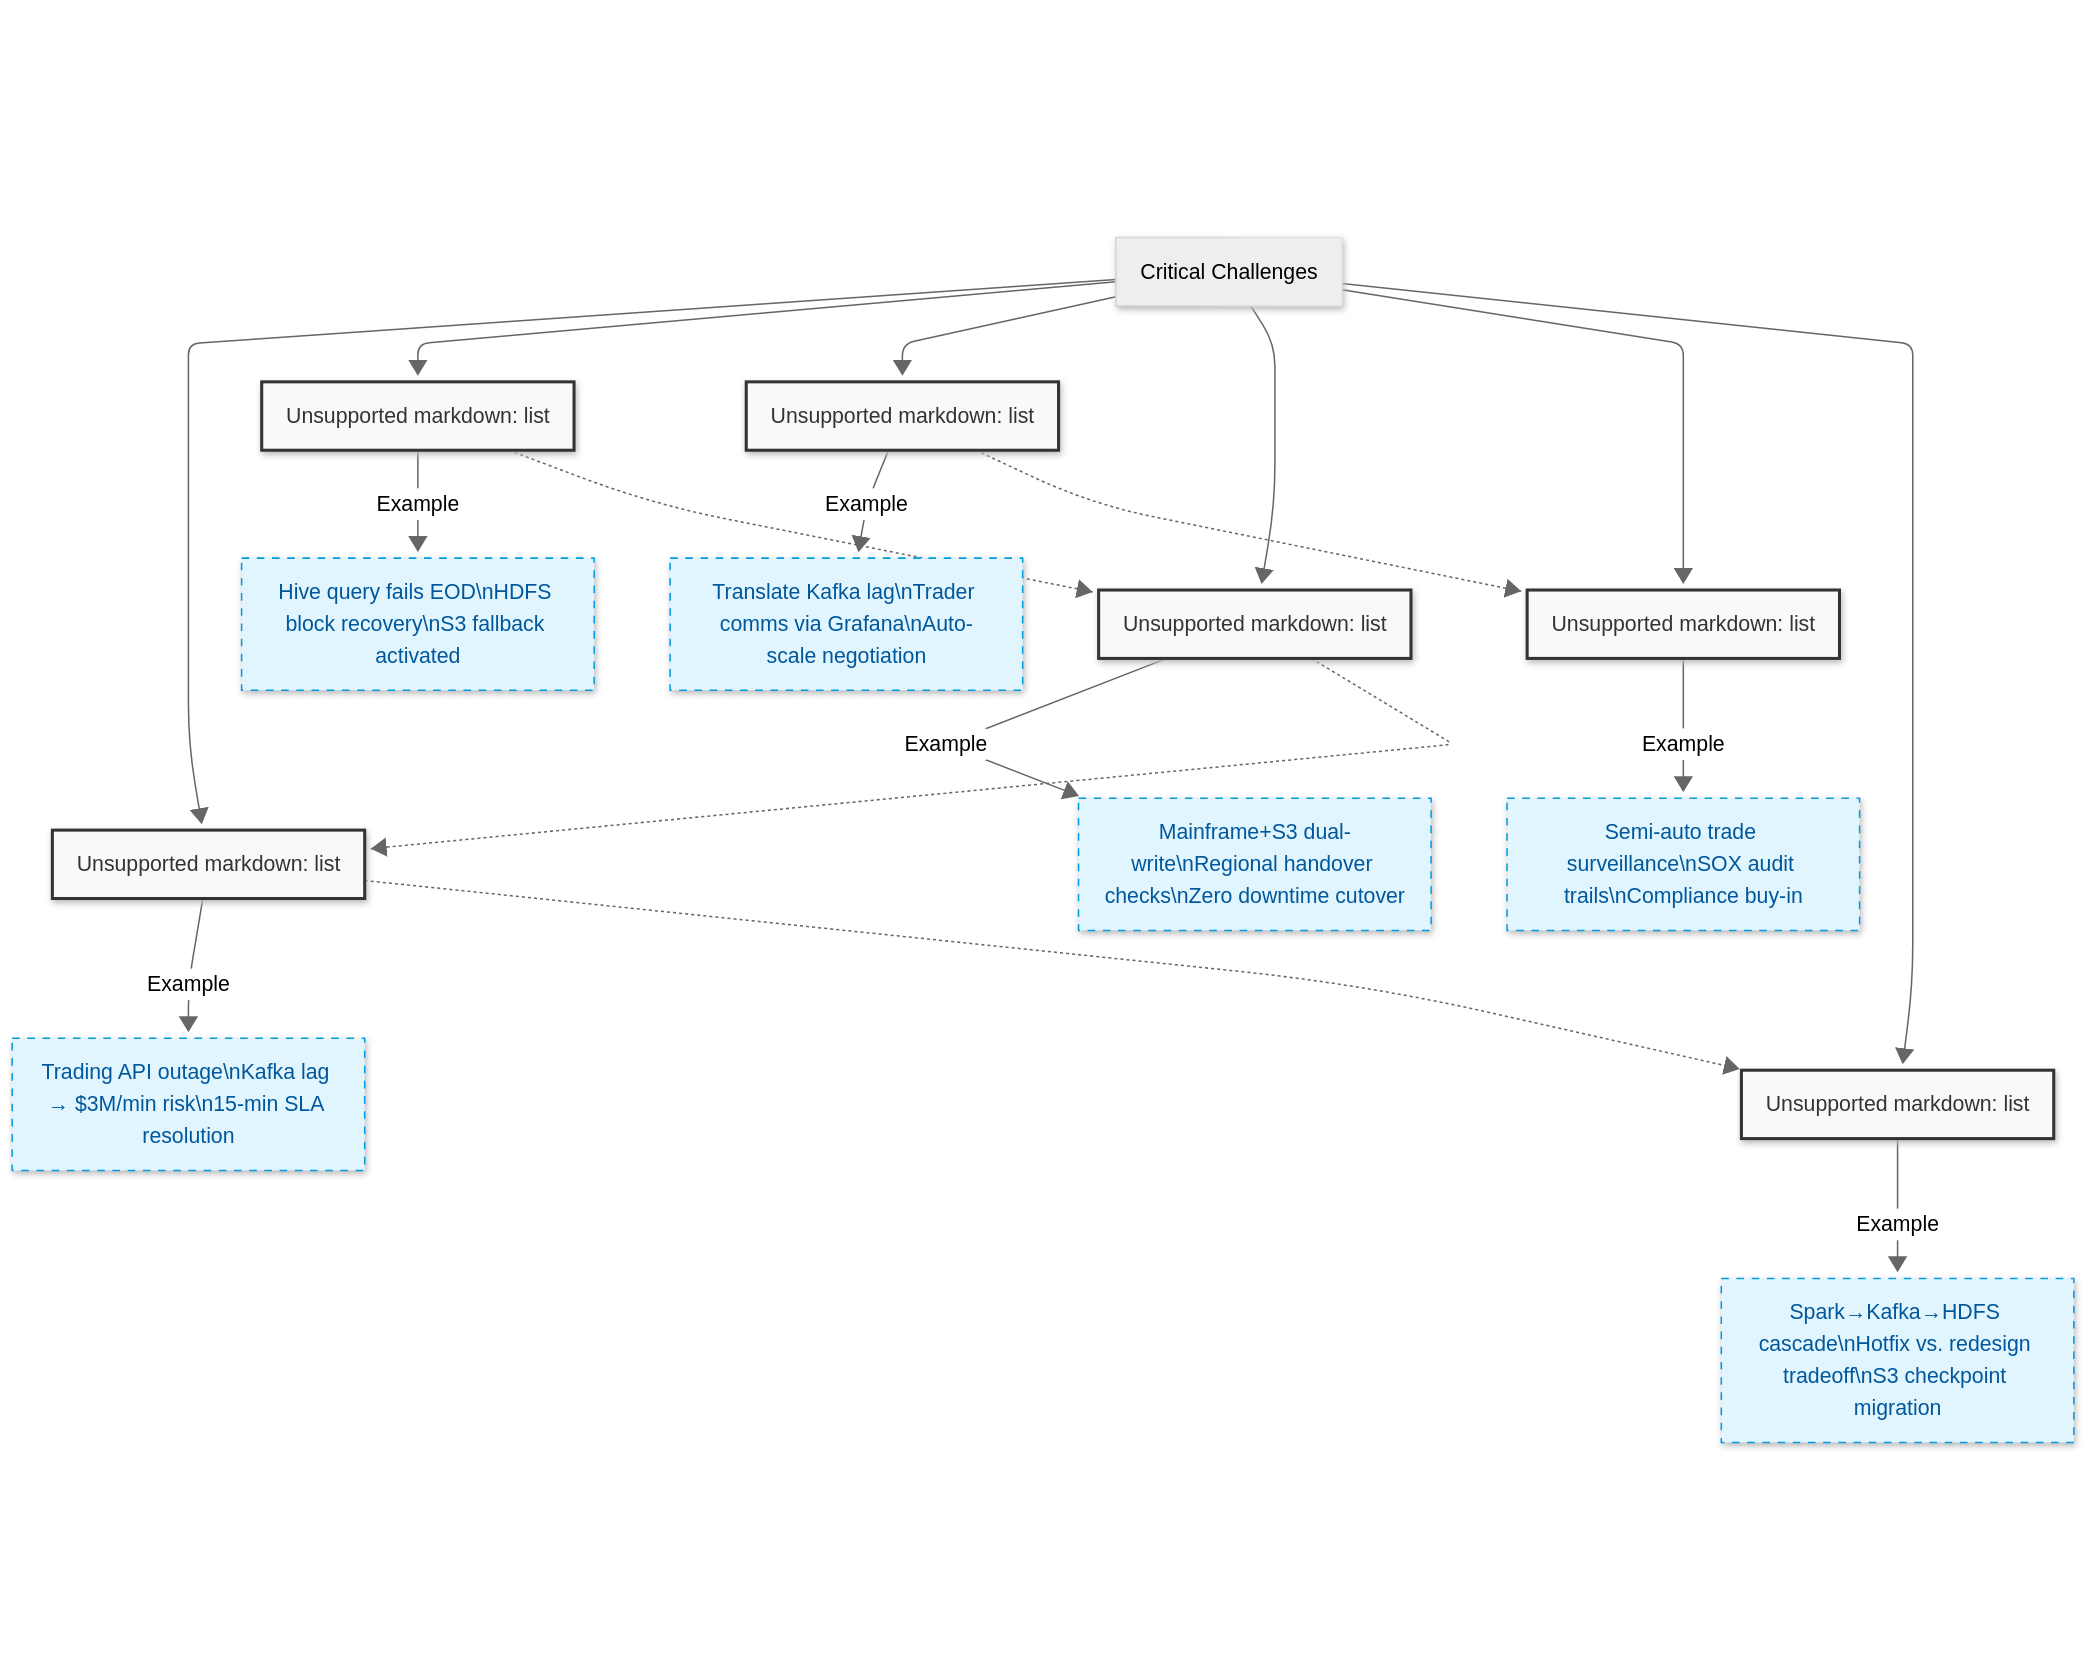 Critical Challenges
Unsupported markdown: list
Unsupported markdown: list
Example
Example
Hive query fails EOD\nHDFS
block recovery\nS3 fallback
activated
Translate Kafka lag\nTrader
comms via Grafana\nAuto-
scale negotiation
Unsupported markdown: list
Unsupported markdown: list
Example
Example
Mainframe+S3 dual-
write\nRegional handover
checks\nZero downtime cutover
Semi-auto trade
surveillance\nSOX audit
trails\nCompliance buy-in
Unsupported markdown: list
Example
Trading API outage\nKafka lag
→ $3M/min risk\n15-min SLA
resolution
Unsupported markdown: list
Example
Spark→Kafka→HDFS
cascade\nHotfix vs. redesign
tradeoff\nS3 checkpoint
migration